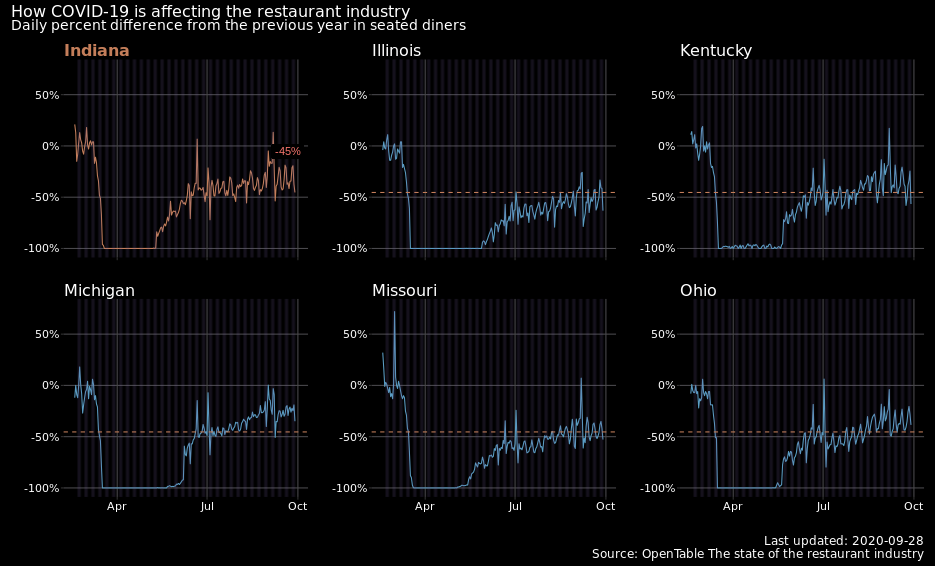 How COVID-19 is affecting the restaurant industry
Daily percent difference from the previous year in seated diners
Indiana
Illinois
Kentucky
50%
50%
50%
0%
0%
0%
-45%
-50%
-50%
-50%
-100%
-100%
-100%
Michigan
Missouri
Ohio
50%
50%
50%
0%
0%
0%
-50%
-50%
-50%
-100%
-100%
-100%
Apr
Jul
Oct
Apr
Jul
Oct
Apr
Jul
Oct
Last updated: 2020-09-28
Source: OpenTable The state of the restaurant industry